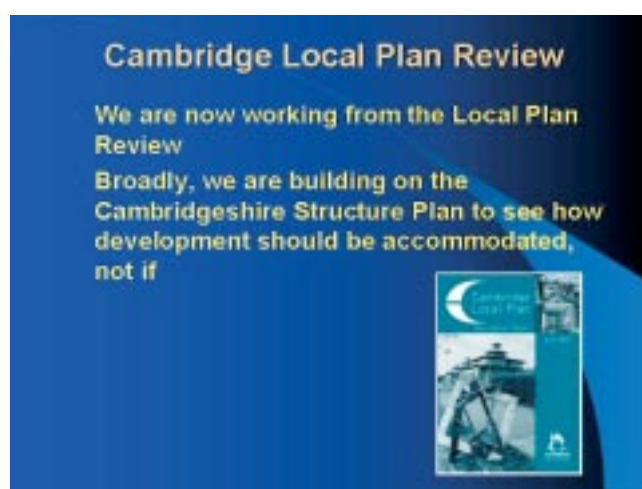 Cambridge Local Plan Review
We are now working from the Local Plan
Review
Broadly, we are building on the
Cambridgeshire Structure Plan to see how
development should be accommodated,
not if
Cambridge
Local Plan